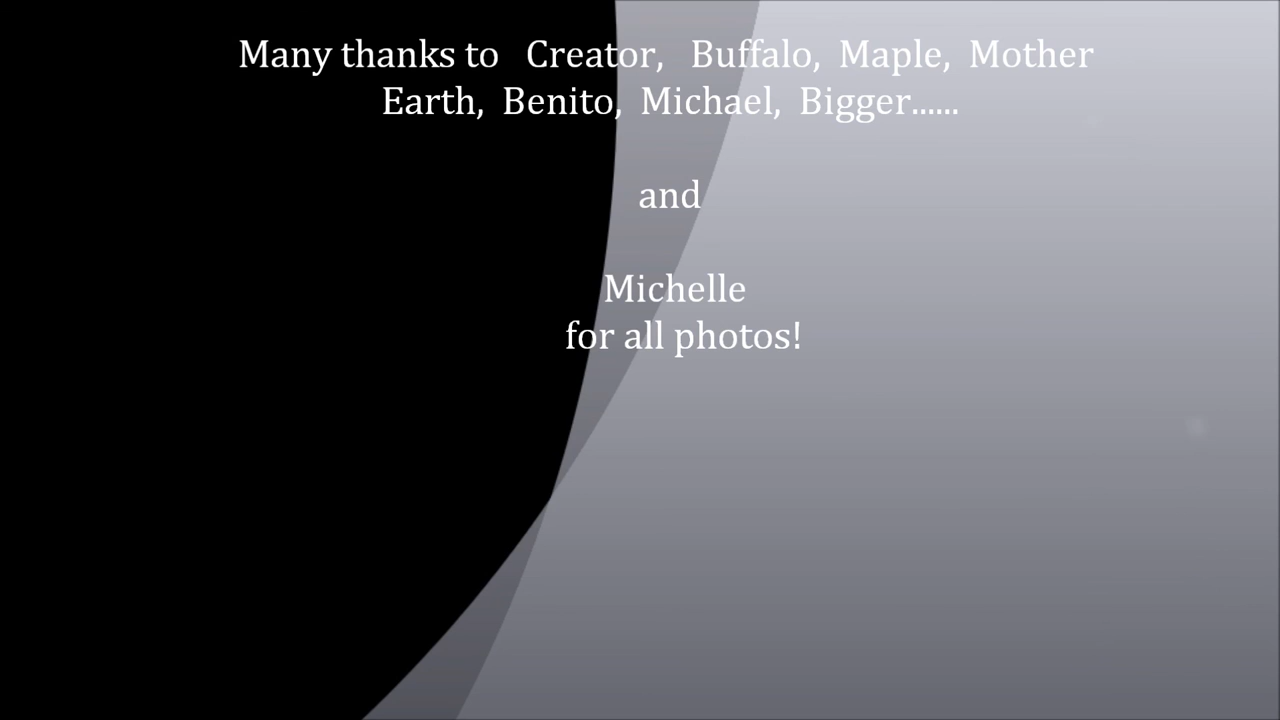 Many thanks to Creator, Buffalo, Maple, Mother
Earth, Benito, Michael, Bigger......
and
Michelle
for all photos!